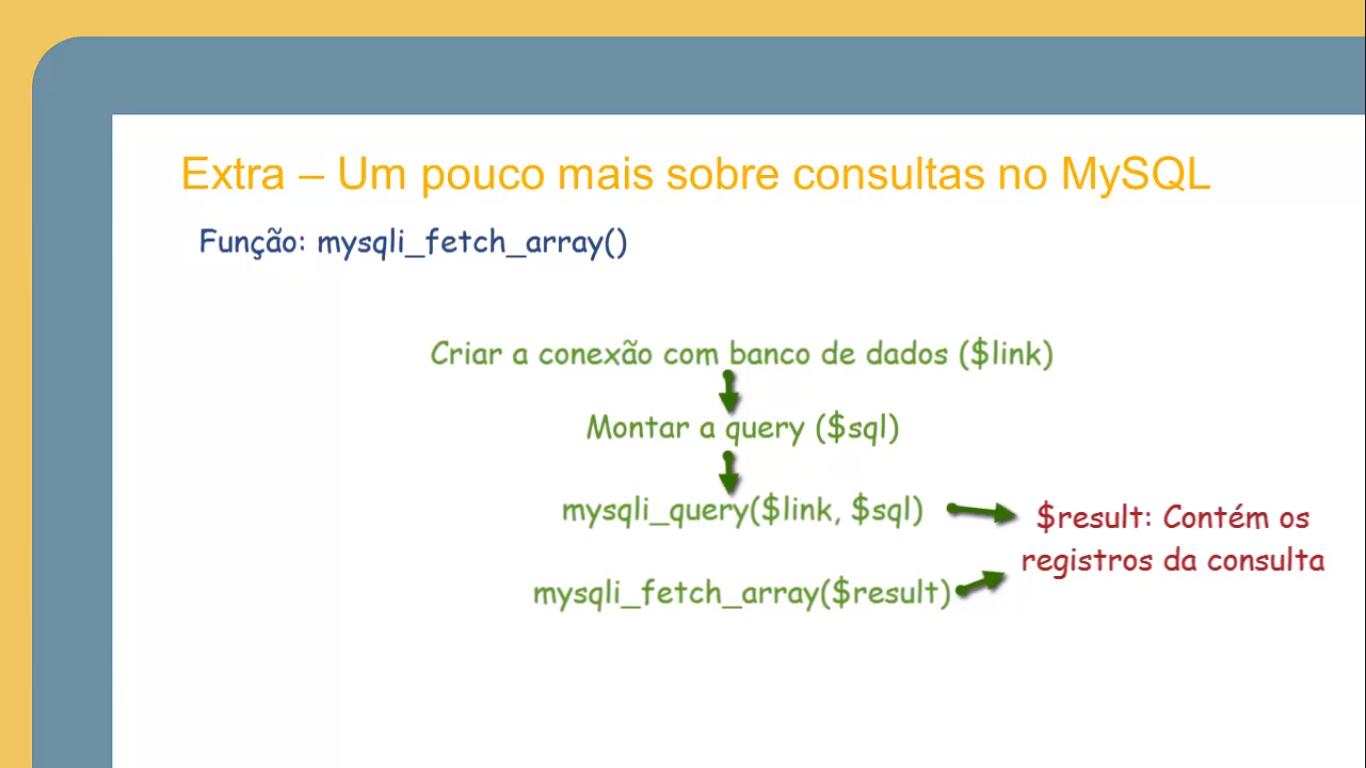 Extra – Um pouco mais sobre consultas no MySQL
Função: mysqli_fetch_array()
Criar a conexão com banco de dados ($link)
Montar a query ($sql)
mysqli_query($link, $sql)
$result: Contém os
registros da consulta
mysqli_fetch_array($result)